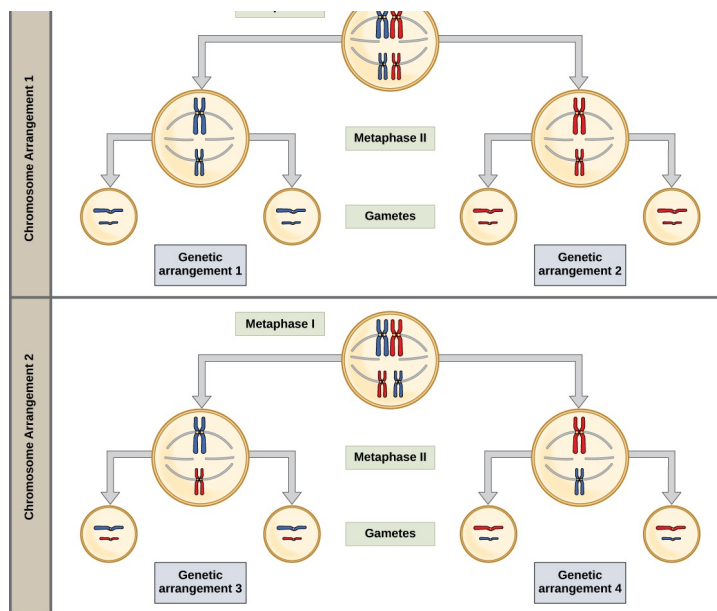 Chromosome Arrangement 1
Metaphase II
Gametes
Genetic
arrangement 1
Genetic
arrangement 2
Chromosome Arrangement 2
Metaphase I
Metaphase II
Gametes
Genetic
arrangement 3
Genetic
arrangement 4